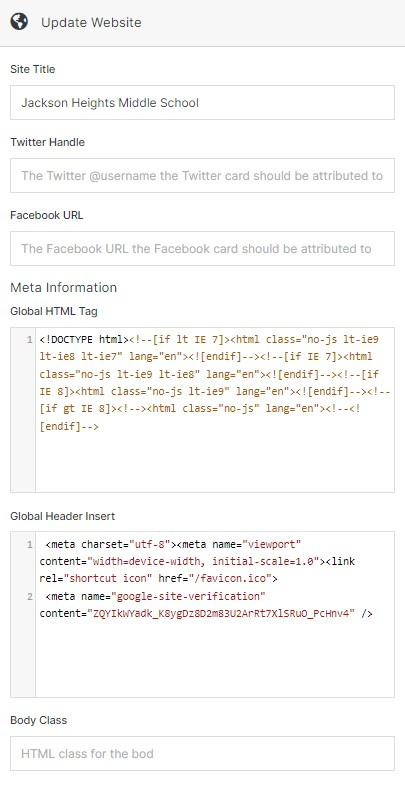 Update Website
Site Title
Jackson Heights Middle School
Twitter Handle
The Twitter @username the Twitter card should be attributed to
Facebook URL
The Facebook URL the Facebook card should be attributed to
Meta Information
Global HTML Tag
1 <!DOCTYPE html><!--[if lt IE 7]><html class="no-js lt-ie9
lt-ie8 lt-ie7" lang="en"><![endif]--><!--[if IE 7]><html
class="no-js lt-ie9 lt-ie8" lang="en"><![endif]--><!--[if
IE 8]><html class="no-js lt-ie9" lang="en"><![endif]--><!--
[if gt IE 8]><!--><html class="no-js" lang="en"><!--<!
[endif]-->
Global Header Insert
1 <meta charset="utf-8"><meta name="viewport"
content="width=device-width, initial-scale=1.0"><link
rel="shortcut icon" href="/favicon.ico">
2 <meta name="google-site-verification"
content="ZQYIkWYadk_K8ygDz8D2m83U2ArRt7XlSRuO_PcHnv4" />
Body Class
HTML class for the bod